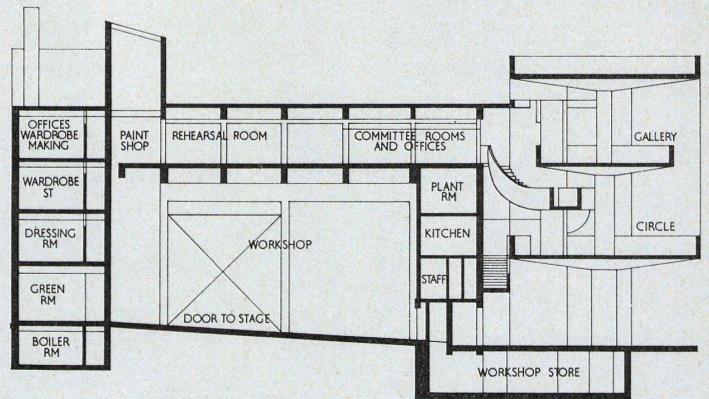 OFFICES
WARDROBE
MAKING
PAINT
SHOP
REHEARSAL ROOM
COMMITTEE ROOMS
AND OFFICES
GALLERY
WARDROBE
ST
PLANT
RM
DRESSING
RM
WORKSHOP
KITCHEN
CIRCLE
GREEN
RM
STAFF
DOOR TO STAGE
BOILER
RM
WORKSHOP STORE